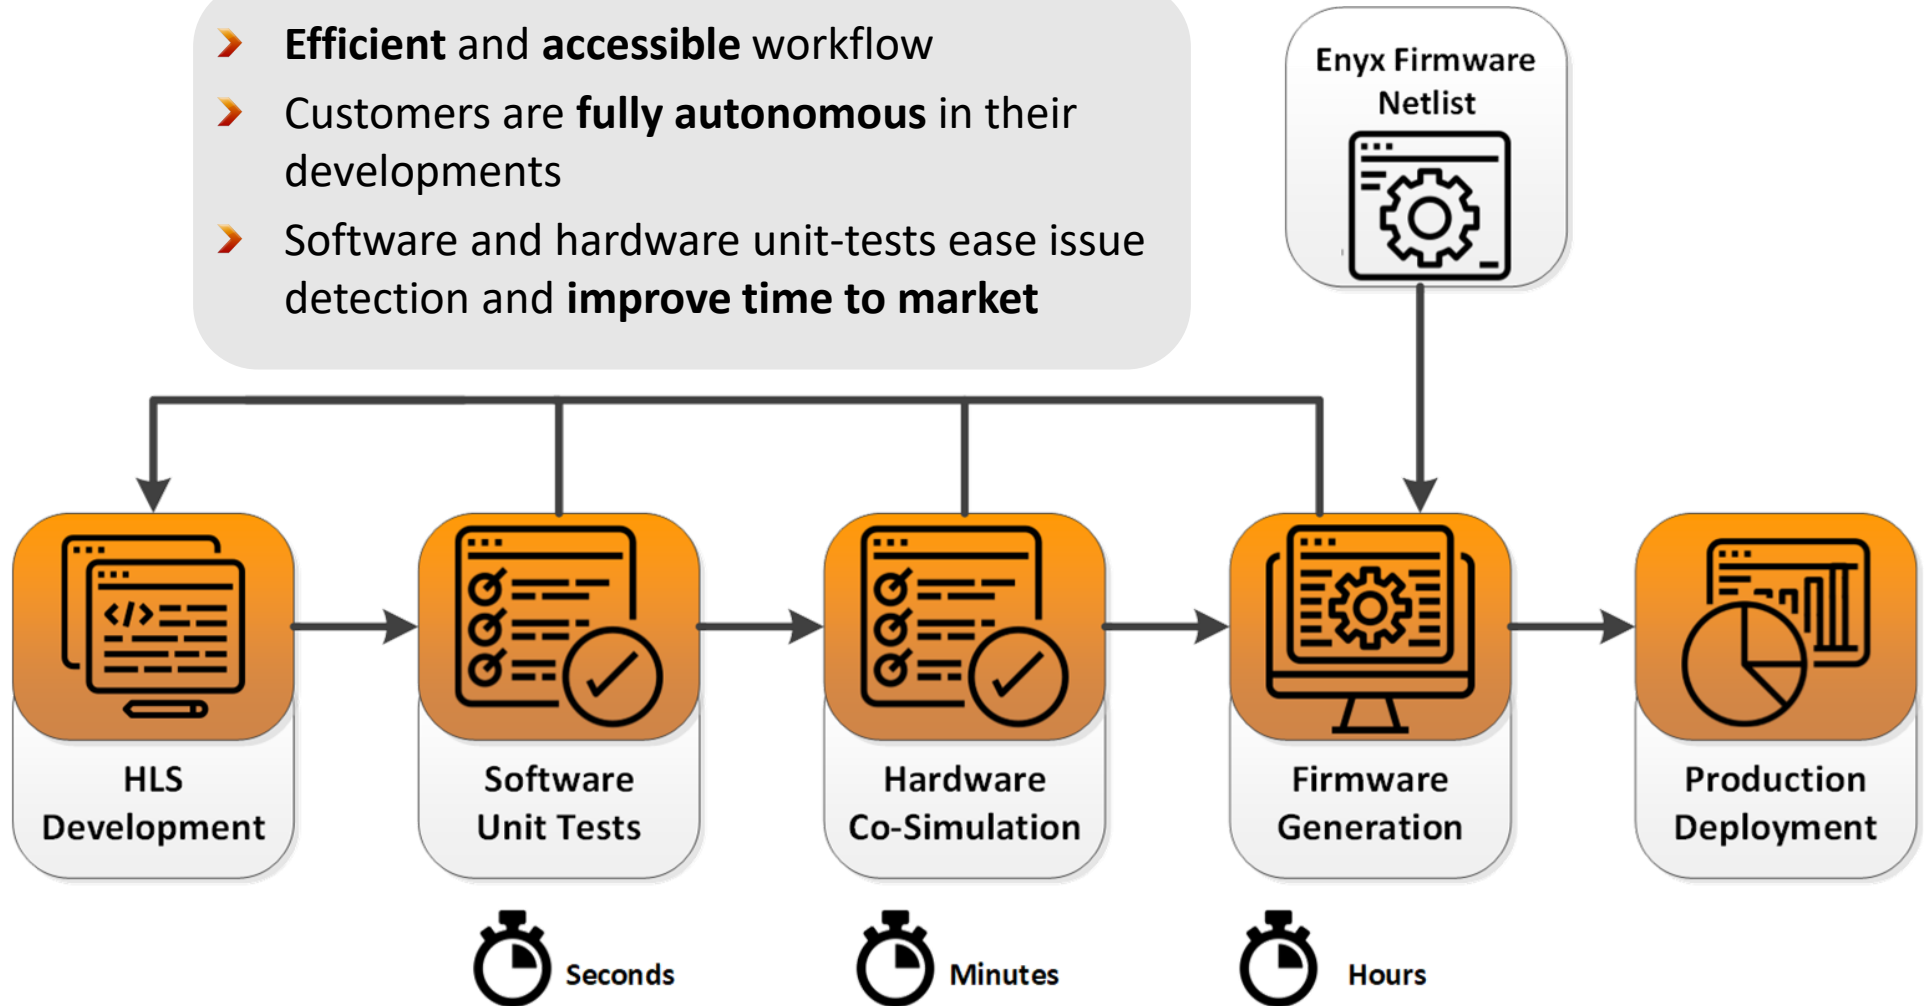 Efficient and accessible workflow
Customers are fully autonomous in their
developments
Software and hardware unit-tests ease issue
detection and improve time to market
Enyx Firmware
Netlist
HLS
Development
Software
Unit Tests
Hardware
Co-Simulation
Firmware
Generation
Production
Deployment
Seconds
Minutes
Hours